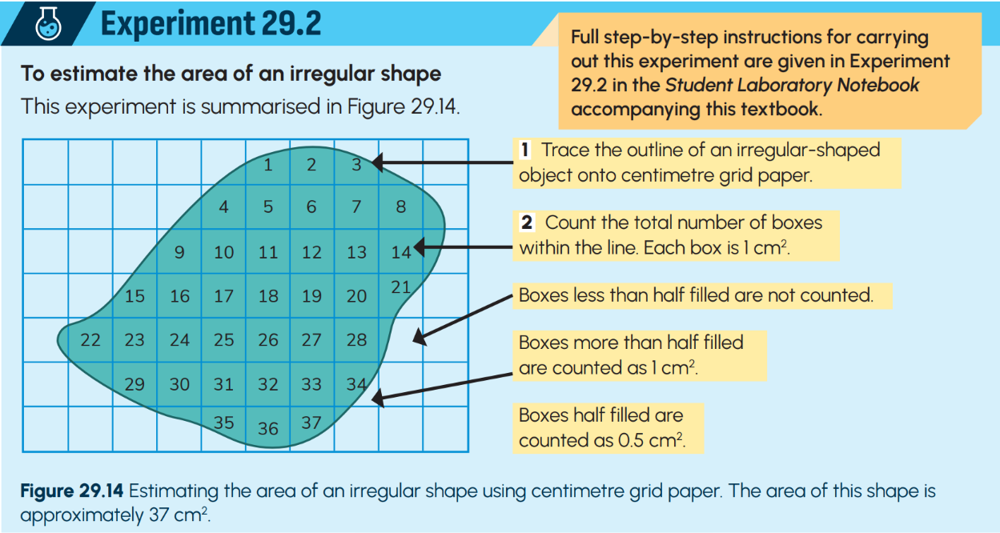 Experiment 29.2
Full step-by-step instructions for carrying
out this experiment are given in Experiment
29.2 in the Student Laboratory Notebook
accompanying this textbook.
To estimate the area of an irregular shape
This experiment is summarised in Figure 29.14.
1 2 3
4 5 6 7 8
9 10 11 12 13 14
15 16 17 18 19 20 21
22 23 24 25 26 27 28
29 30 31 32 33 34
35 36 37
1 Trace the outline of an irregular-shaped
object onto centimetre grid paper.
2 Count the total number of boxes
within the line. Each box is 1 cm².
Boxes less than half filled are not counted.
Boxes more than half filled
are counted as 1 cm².
Boxes half filled are
counted as 0.5 cm².
Figure 29.14 Estimating the area of an irregular shape using centimetre grid paper. The area of this shape is
approximately 37 cm².